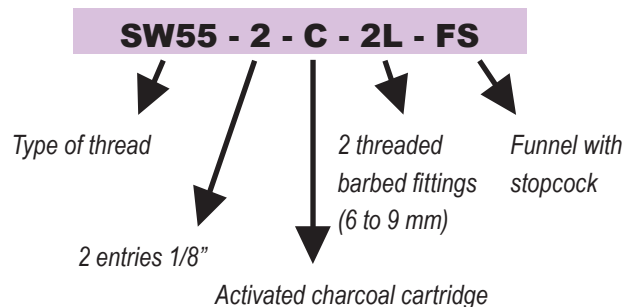 SW55 - 2 - C - 2L - FS
Type of thread
2 threaded
barbed fittings
(6 to 9 mm)
Funnel with
stopcock
2 entries 1/8”
Activated charcoal cartridge